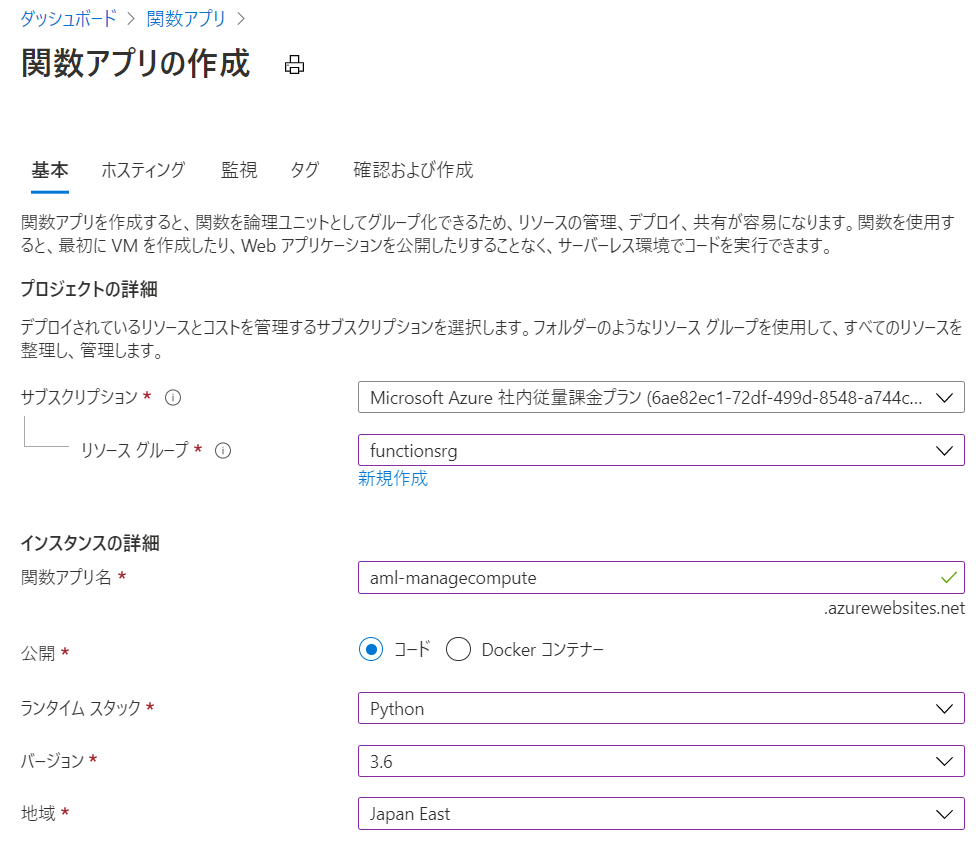 ダッシュボード > 関数アプリ >
関数アプリの作成
基本 ホスティング 監視 タグ 確認および作成
関数アプリを作成すると、関数を論理ユニットとしてグループ化できるため、リソースの管理、デプロイ、共有が容易になります。関数を使用す
ると、最初に VM を作成したり、Web アプリケーションを公開したりすることなく、サーバーレス環境でコードを実行できます。
プロジェクトの詳細
デプロイされているリソースとコストを管理するサブスクリプションを選択します。フォルダーのようなリソース グループを使用して、すべてのリソースを
整理し、管理します。
サブスクリプション * Microsoft Azure 社内従量課金プラン (6ae82ec1-72df-499d-8548-a744c...
リソース グループ * functionsrg
新規作成
インスタンスの詳細
関数アプリ名 * aml-managecompute
.azurewebsites.net
公開 * コード Docker コンテナー
ランタイム スタック * Python
バージョン * 3.6
地域 * Japan East